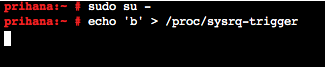 prihana:~ # sudo su -
prihana:~ # echo 'b' > /proc/sysrq-trigger